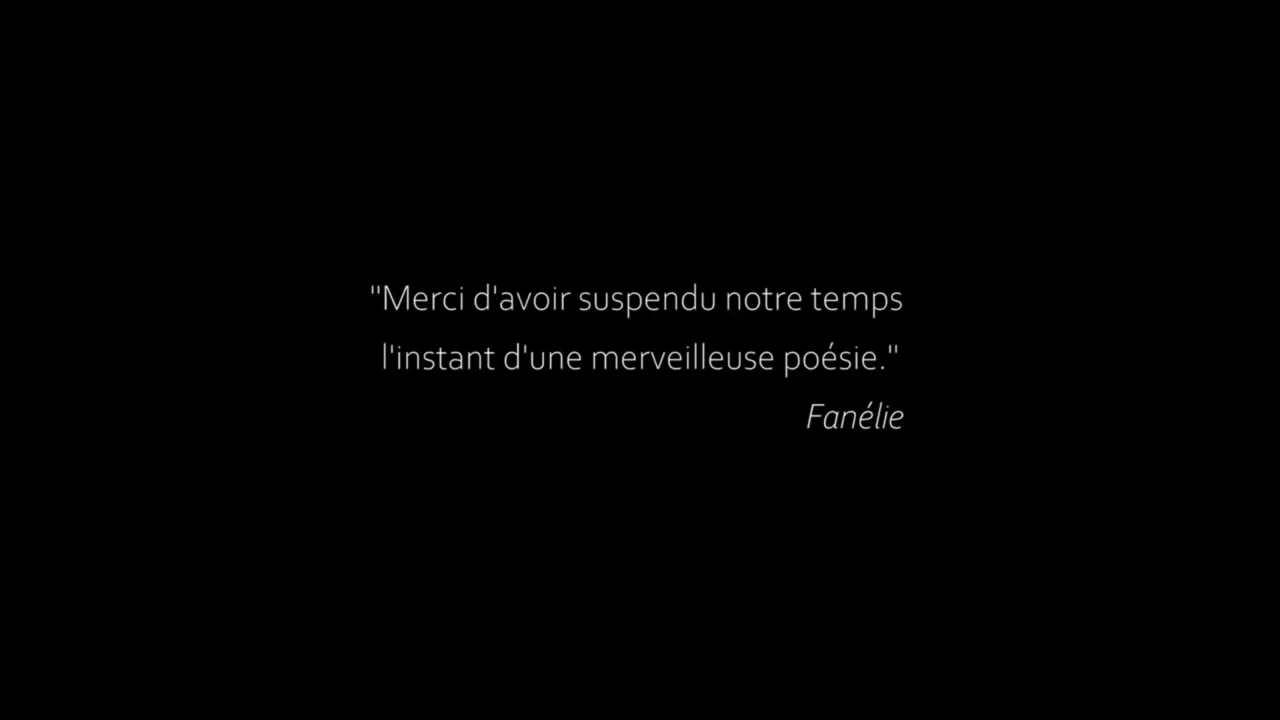 "Merci d'avoir suspendu notre temps
l'instant d'une merveilleuse poésie."
Fanélie